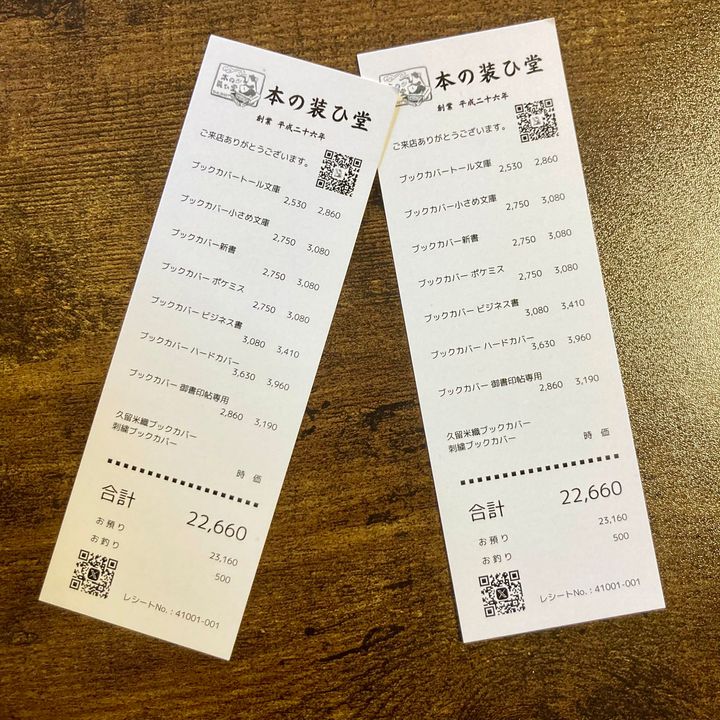 本の装ひ堂
本の装ひ堂
創業 平成二十六年
ご来店ありがとうございます。
ブックカバートール文庫
2,530 2,860
ブックカバー小さめ文庫
2,750 3,080
ブックカバー新書
2,750 3,080
ブックカバー ポケミス
2,750 3,080
ブックカバー ビジネス書
3,080 3,410
ブックカバー ハードカバー
3,630 3,960
ブックカバー 御書印帖専用
2,860 3,190
久留米織ブックカバー
刺繍ブックカバー
時 価
合計 22,660
お預り 23,160
お釣り 500
レシートNo.：41001-001
本の装ひ堂
創業 平成二十六年
ご来店ありがとうございます。
ブックカバートール文庫
2,530 2,860
ブックカバー小さめ文庫
2,750 3,080
ブックカバー新書
2,750 3,080
ブックカバー ポケミス
2,750 3,080
ブックカバー ビジネス書
3,080 3,410
ブックカバー ハードカバー
3,630 3,960
ブックカバー 御書印帖専用
2,860 3,190
久留米織ブックカバー
刺繍ブックカバー
時 価
合計 22,660
お預り 23,160
お釣り 500
レシートNo.：41001-001